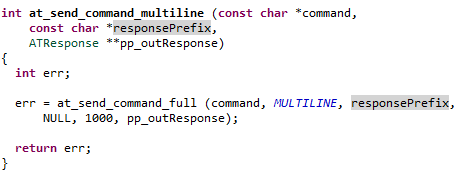 int at_send_command_multiline (const char *command,
    const char *responsePrefix,
    ATResponse **pp_outResponse)
{
  int err;

  err = at_send_command_full (command, MULTILINE, responsePrefix,
      NULL, 1000, pp_outResponse);

  return err;
}